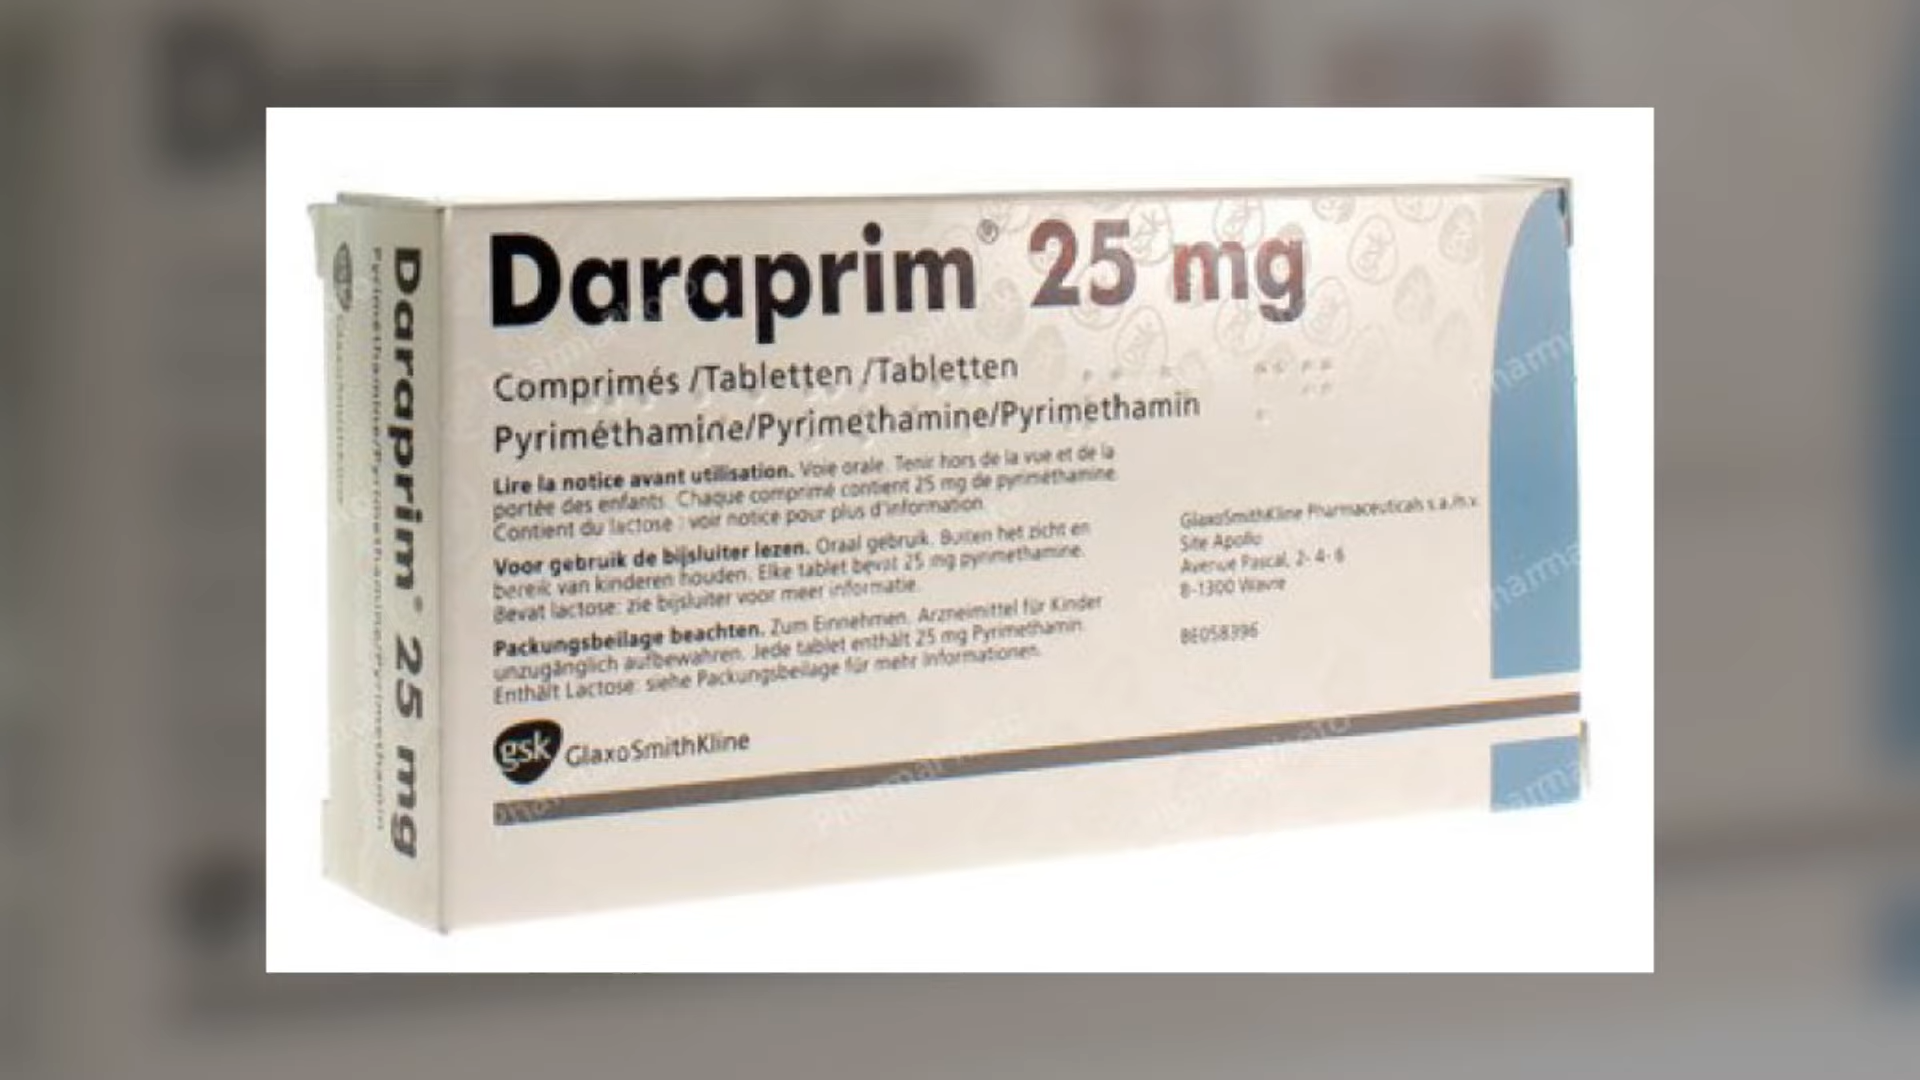 Daraprim® 25 mg
Comprimés /Tabletten /Tabletten
Pyriméthamine/Pyrimethamine/Pyrimethamin
Lire la notice avant utilisation. Voie orale. Tenir hors de la vue et de la
portée des enfants. Chaque comprimé contient 25 mg de pyriméthamine.
Contient du lactose : voir notice pour plus d'information.
Voor gebruik de bijsluiter lezen. Oraal gebruik. Buiten het zicht en
bereik van kinderen houden. Elke tablet bevat 25 mg pyrimethamine.
Bevat lactose: zie bijsluiter voor meer informatie.
Packungsbeilage beachten. Zum Einnehmen. Arzneimittel für Kinder
unzugänglich aufbewahren. Jede tablet enthält 25 mg Pyrimethamin.
Enthält Lactose: siehe Packungsbeilage für mehr Informationen.
GlaxoSmithKline Pharmaceuticals s.a./n.v.
Site Apollo
Avenue Pascal, 2- 4- 6
B-1300 Wavre
BE058396
gsk GlaxoSmithKline
Daraprim® 25 mg
Pyriméthamine/Pyrimethamine/Pyrimethamin
GlaxoSmithKline